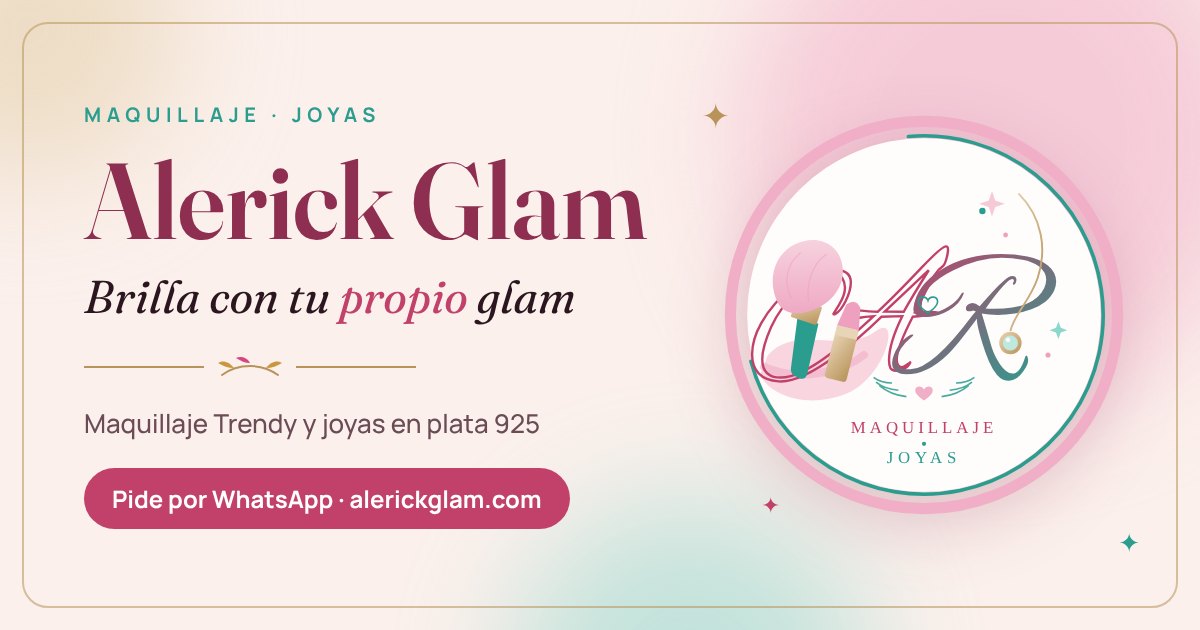 MAQUILLAJE · JOYAS
Alerick Glam
Brilla con tu propio glam
Maquillaje Trendy y joyas en plata 925
Pide por WhatsApp · alerickglam.com
AR
MAQUILLAJE
·
JOYAS